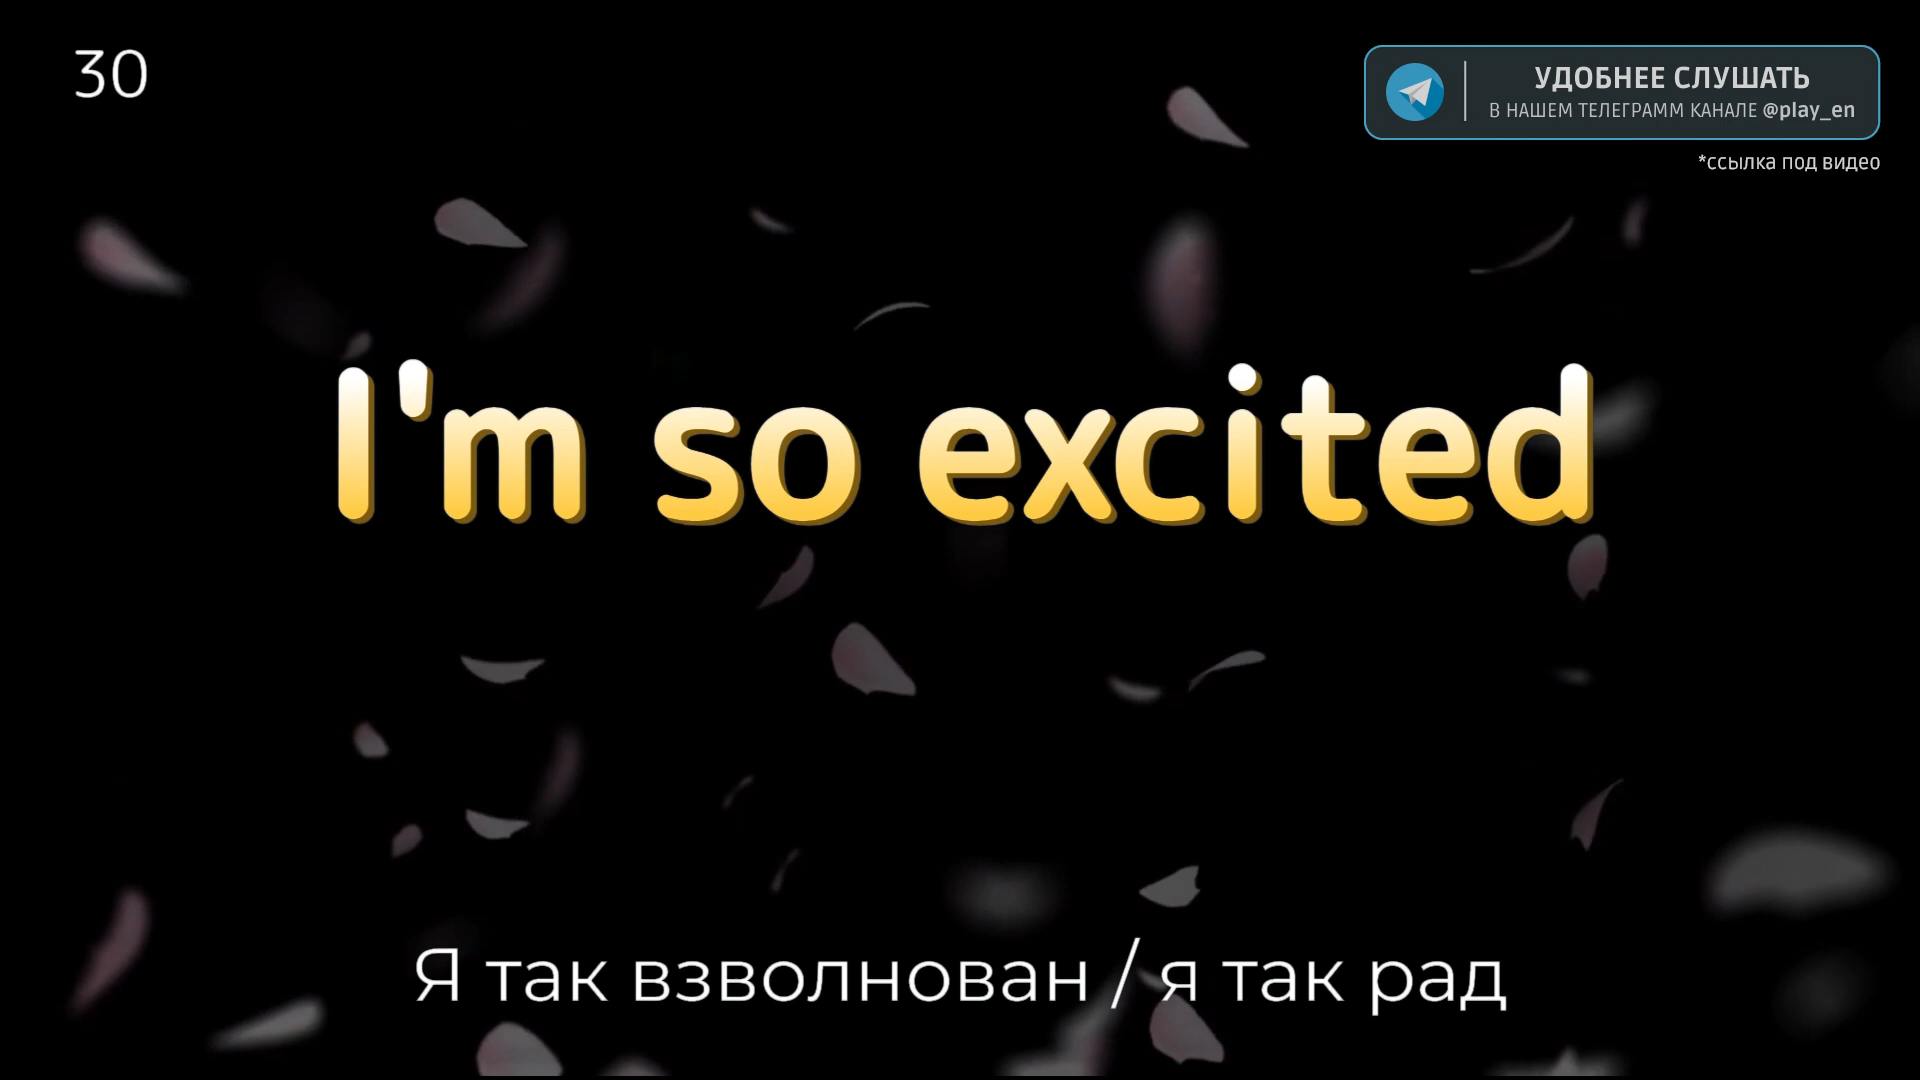 30
УДОБНЕЕ СЛУШАТЬ
В НАШЕМ ТЕЛЕГРАММ КАНАЛЕ @play_en
*ссылка под видео
I'm so excited
Я так взволнован / я так рад